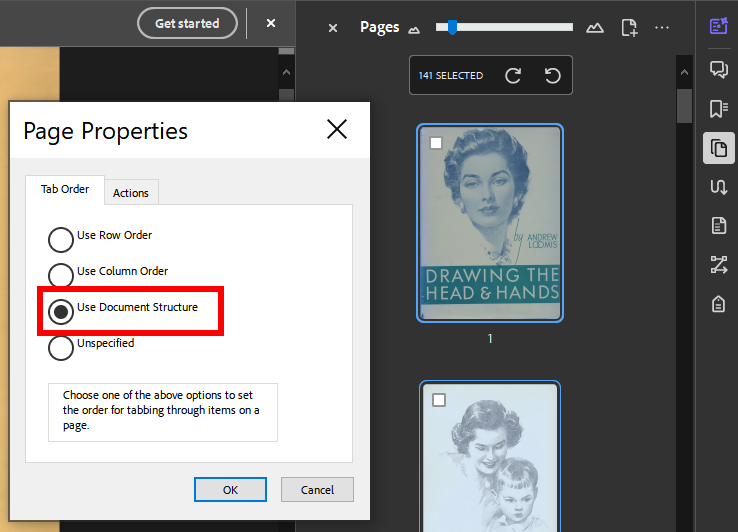 Get started
Pages
141 SELECTED
Page Properties
Tab Order
Actions
Use Row Order
Use Column Order
Use Document Structure
Unspecified
Choose one of the above options to set
the order for tabbing through items on a
page.
OK
Cancel
by ANDREW
LOOMIS
DRAWING THE
HEAD & HANDS
1